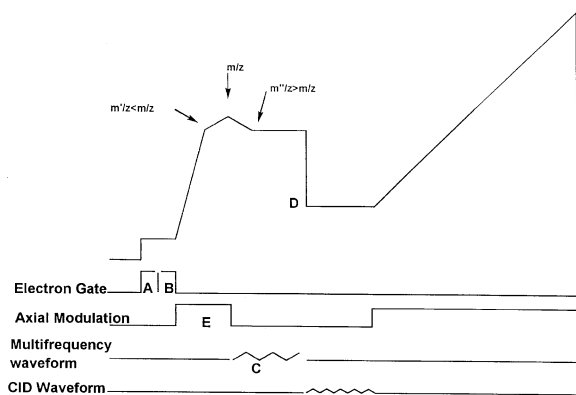 m/z
m'/z<m/z
m"/z>m/z
D
Electron Gate
A
B
Axial Modulation
E
Multifrequency
waveform
C
CID Waveform